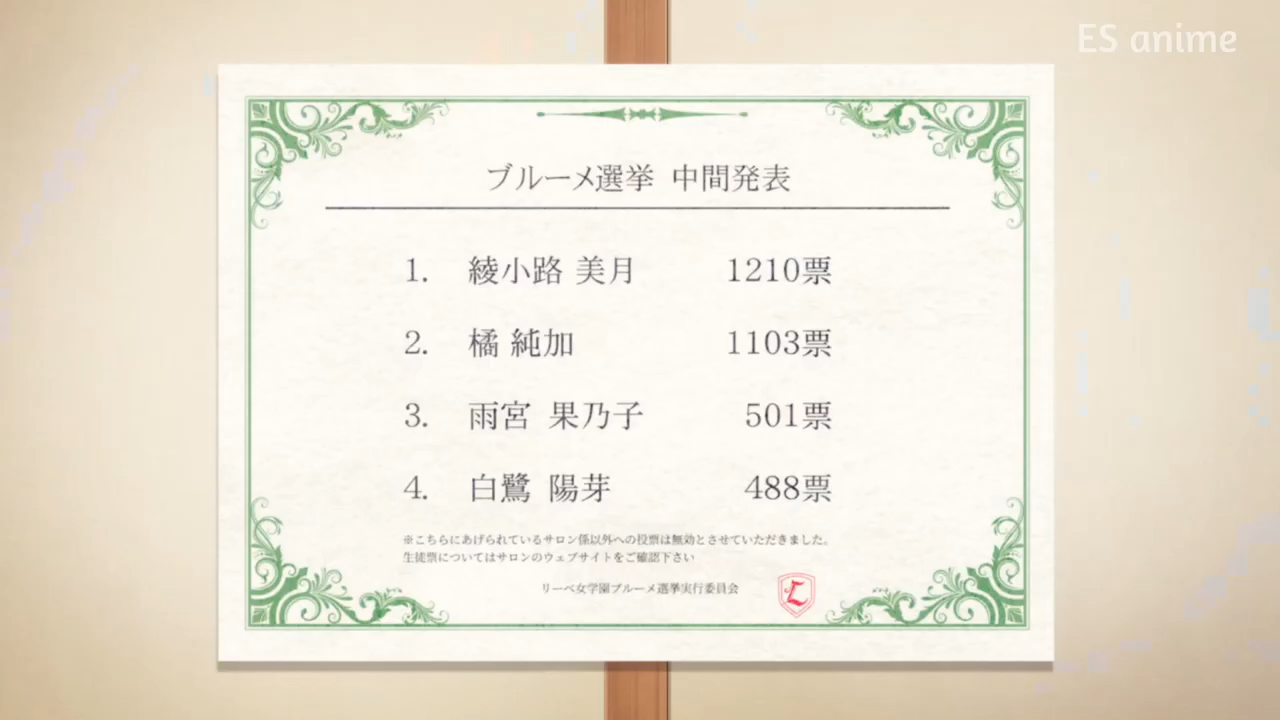 ES anime
ブルーメ選挙 中間発表
1. 綾小路 美月 1210票
2. 橘 純加 1103票
3. 雨宮 果乃子 501票
4. 白鷺 陽芽 488票
※こちらにあげられているサロン係以外への投票は無効とさせていただきました。
生徒票についてはサロンのウェブサイトをご確認下さい
リーベ女学園ブルーメ選挙実行委員会
L